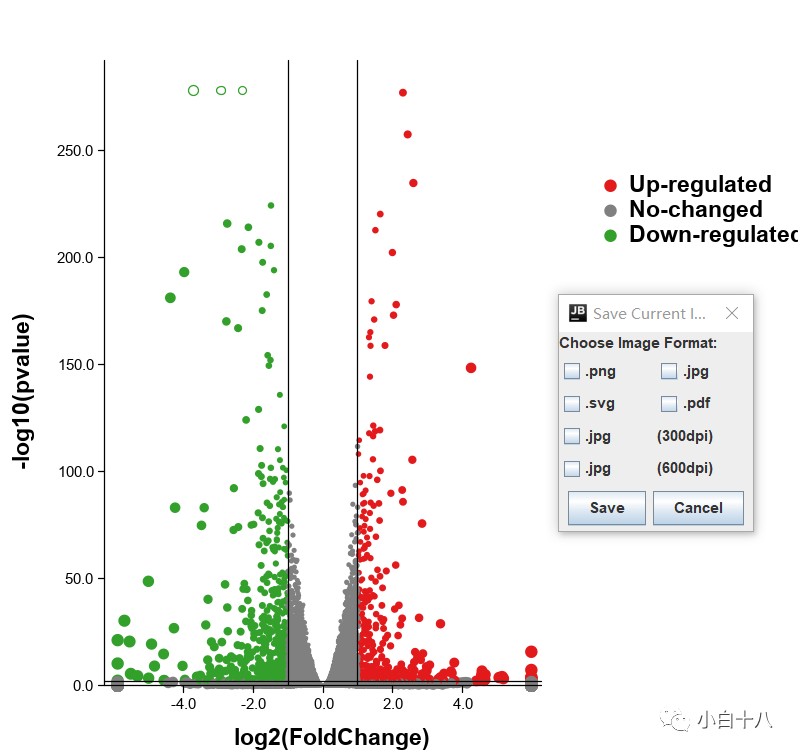 250.0
200.0
150.0
100.0
50.0
0.0
-4.0 -2.0 0.0 2.0 4.0
-log10(pvalue)
log2(FoldChange)
Up-regulated
No-changed
Down-regulated
JB Save Current I...
Choose Image Format:
.png .jpg
.svg .pdf
.jpg (300dpi)
.jpg (600dpi)
Save Cancel
小白十八